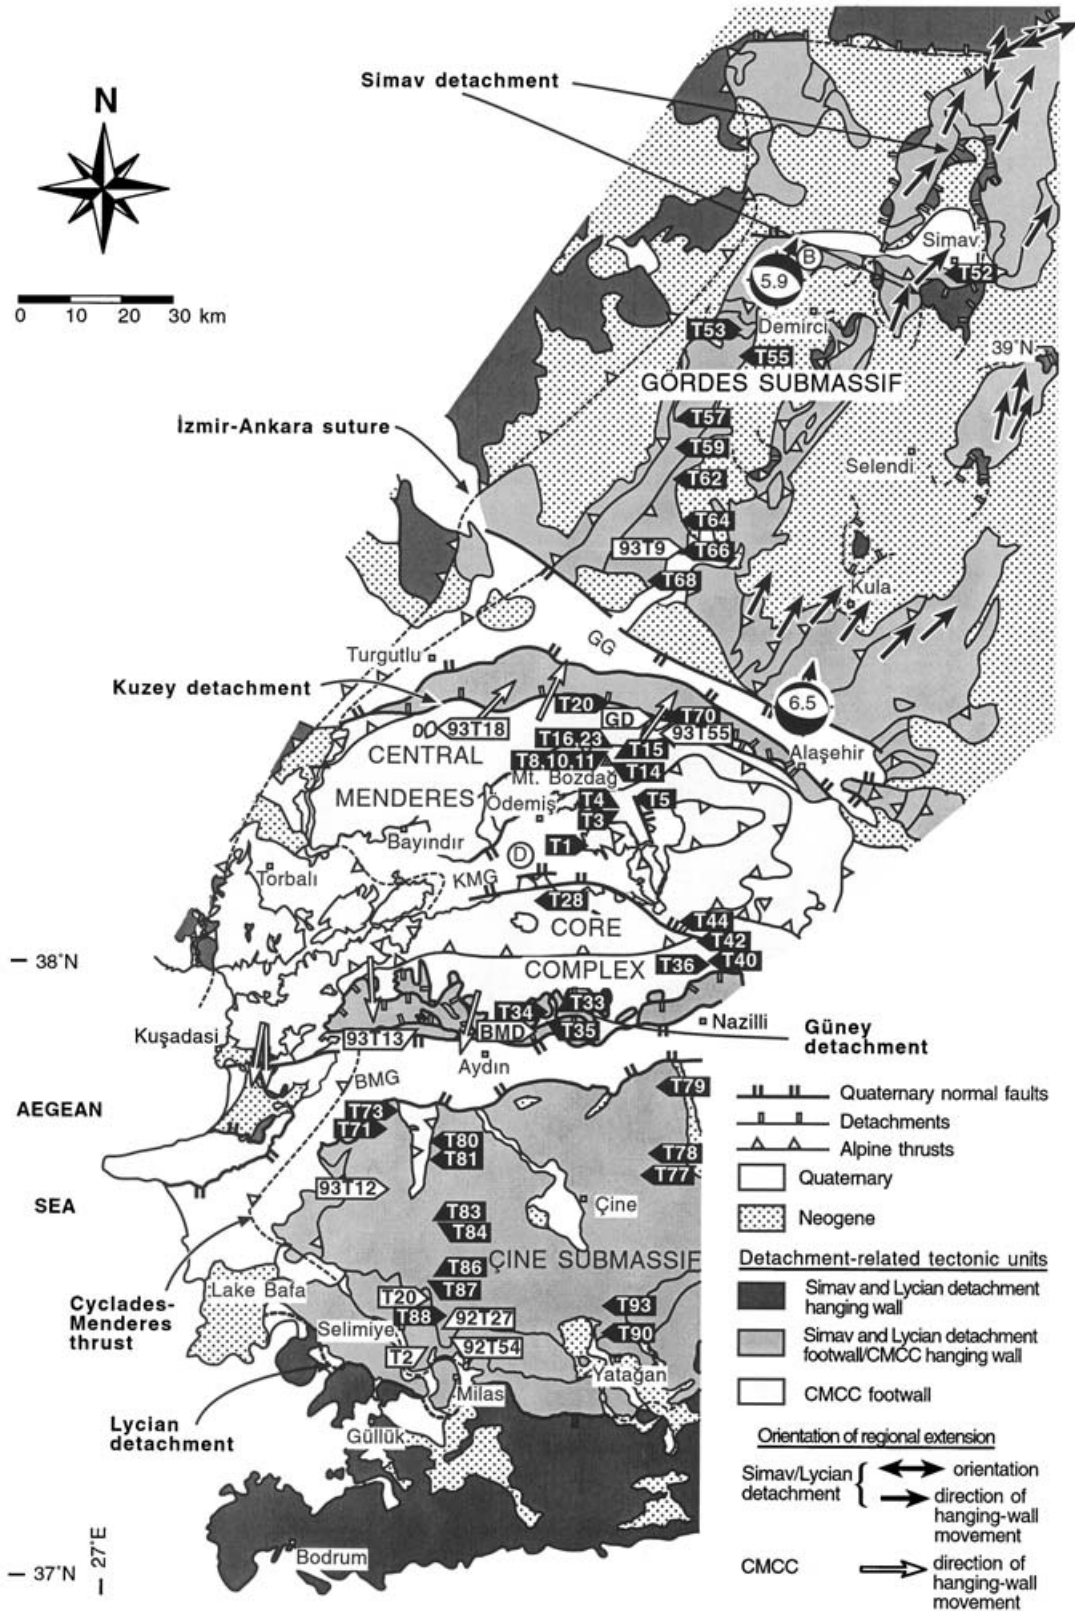 Simav detachment
N
B
Simav
5.9
T52
0 10 20 30 km
T53
Demirci
T55
39°N
GÖRDES SUBMASSIF
T57
İzmir-Ankara suture
T59
Selendi
T62
T64
93T9
T66
T68
Kula
GG
Turgutlu
Kuzey detachment
6.5
T20
GD
T70
93T18
T16,23
93T55
CENTRAL
T15
Alaşehir
T8,10,11
T14
Mt. Bozdağ
MENDERES
Ödemiş
T4
T5
T3
Bayındır
T1
D
Torbalı
KMG
T28
T44
CORE
T42
38°N
T36
T40
COMPLEX
T33
T34
Nazilli
Kuşadasi
93T13
BMD
T35
Güney
detachment
Aydın
BMG
T79
Quaternary normal faults
AEGEAN
T73
Detachments
T71
T80
Alpine thrusts
T81
T78
T77
Quaternary
93T12
SEA
Çine
T83
Neogene
T84
ÇINE SUBMASSIF
Detachment-related tectonic units
T86
Simav and Lycian detachment
hanging wall
Lake Bafa
T87
T20
Cyclades-
Menderes
thrust
T93
T88
92T27
Selimiye
T90
Simav and Lycian detachment
footwall/CMCC hanging wall
92T54
T2
Yatağan
Milas
CMCC footwall
Lycian
detachment
Güllük
Orientation of regional extension
Simav/Lycian
detachment
orientation
direction of
hanging-wall
movement
27°E
Bodrum
CMCC
direction of
hanging-wall
movement
37°N